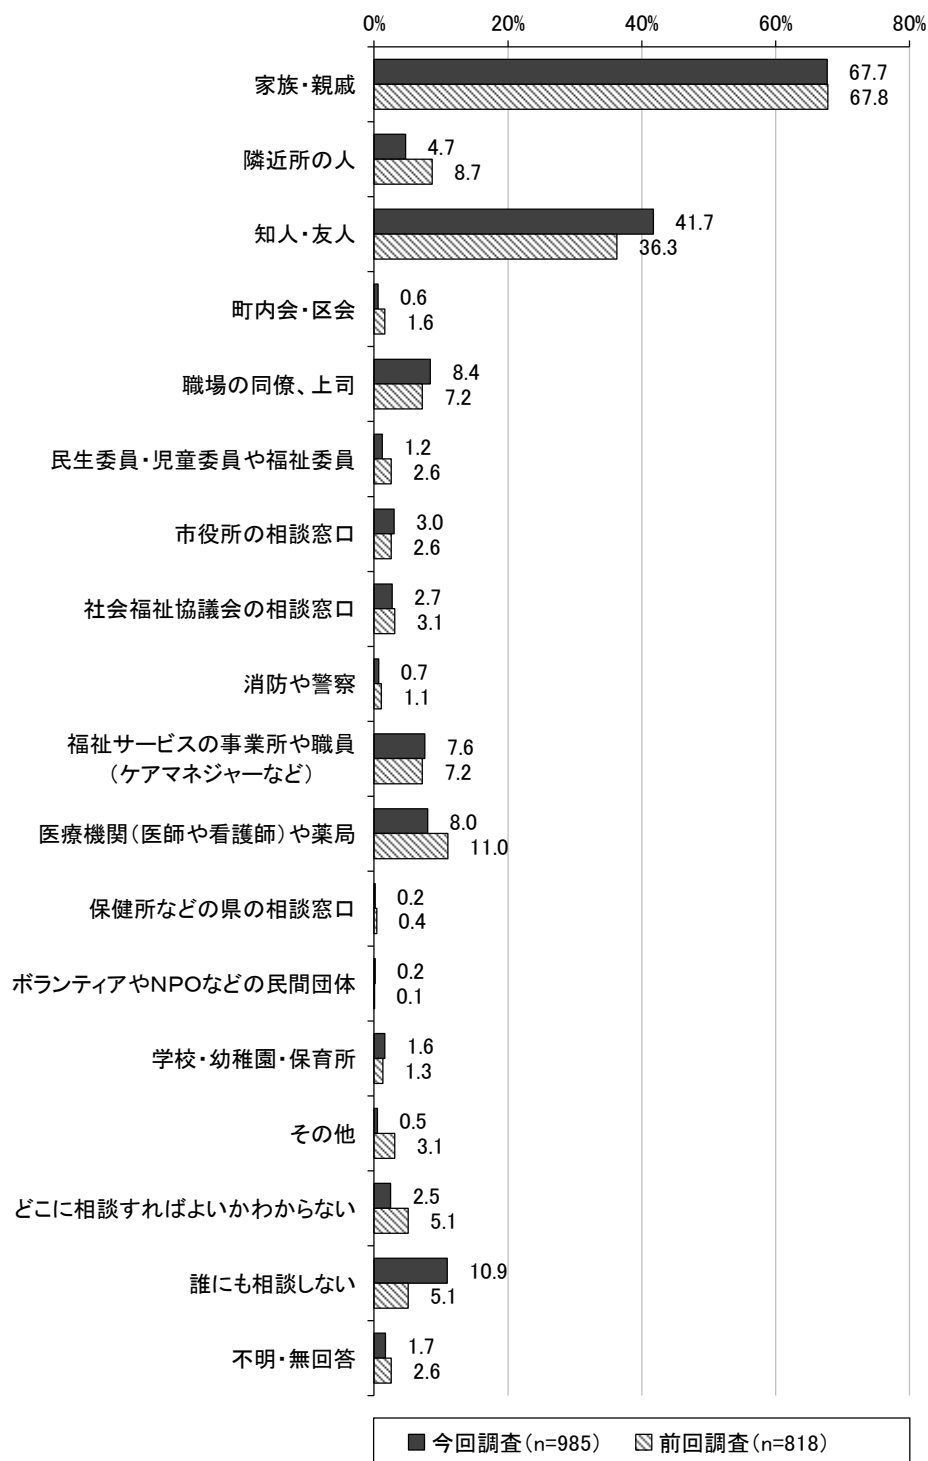 0% 20% 40% 60% 80%
家族・親戚
67.7
67.8
隣近所の人
4.7
8.7
知人・友人
41.7
36.3
町内会・区会
0.6
1.6
職場の同僚、上司
8.4
7.2
民生委員・児童委員や福祉委員
1.2
2.6
市役所の相談窓口
3.0
2.6
社会福祉協議会の相談窓口
2.7
3.1
消防や警察
0.7
1.1
福祉サービスの事業所や職員
（ケアマネジャーなど）
7.6
7.2
医療機関（医師や看護師）や薬局
8.0
11.0
保健所などの県の相談窓口
0.2
0.4
ボランティアやNPOなどの民間団体
0.2
0.1
学校・幼稚園・保育所
1.6
1.3
その他
0.5
3.1
どこに相談すればよいかわからない
2.5
5.1
誰にも相談しない
10.9
5.1
不明・無回答
1.7
2.6
今回調査（n=985） 前回調査（n=818）